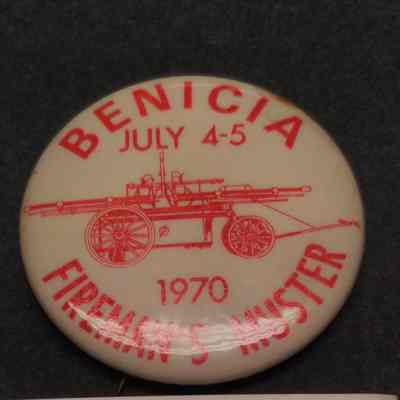 BENICIA
JULY 4-5
1970
FIREMAN'S MUSTER